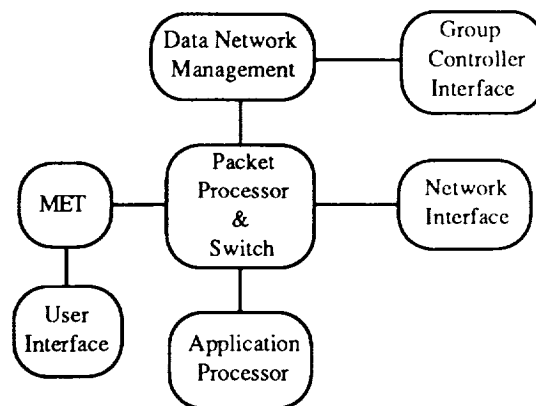 Data Network
Management
Group
Controller
Interface
Packet
Processor
&
Switch
MET
Network
Interface
User
Interface
Application
Processor